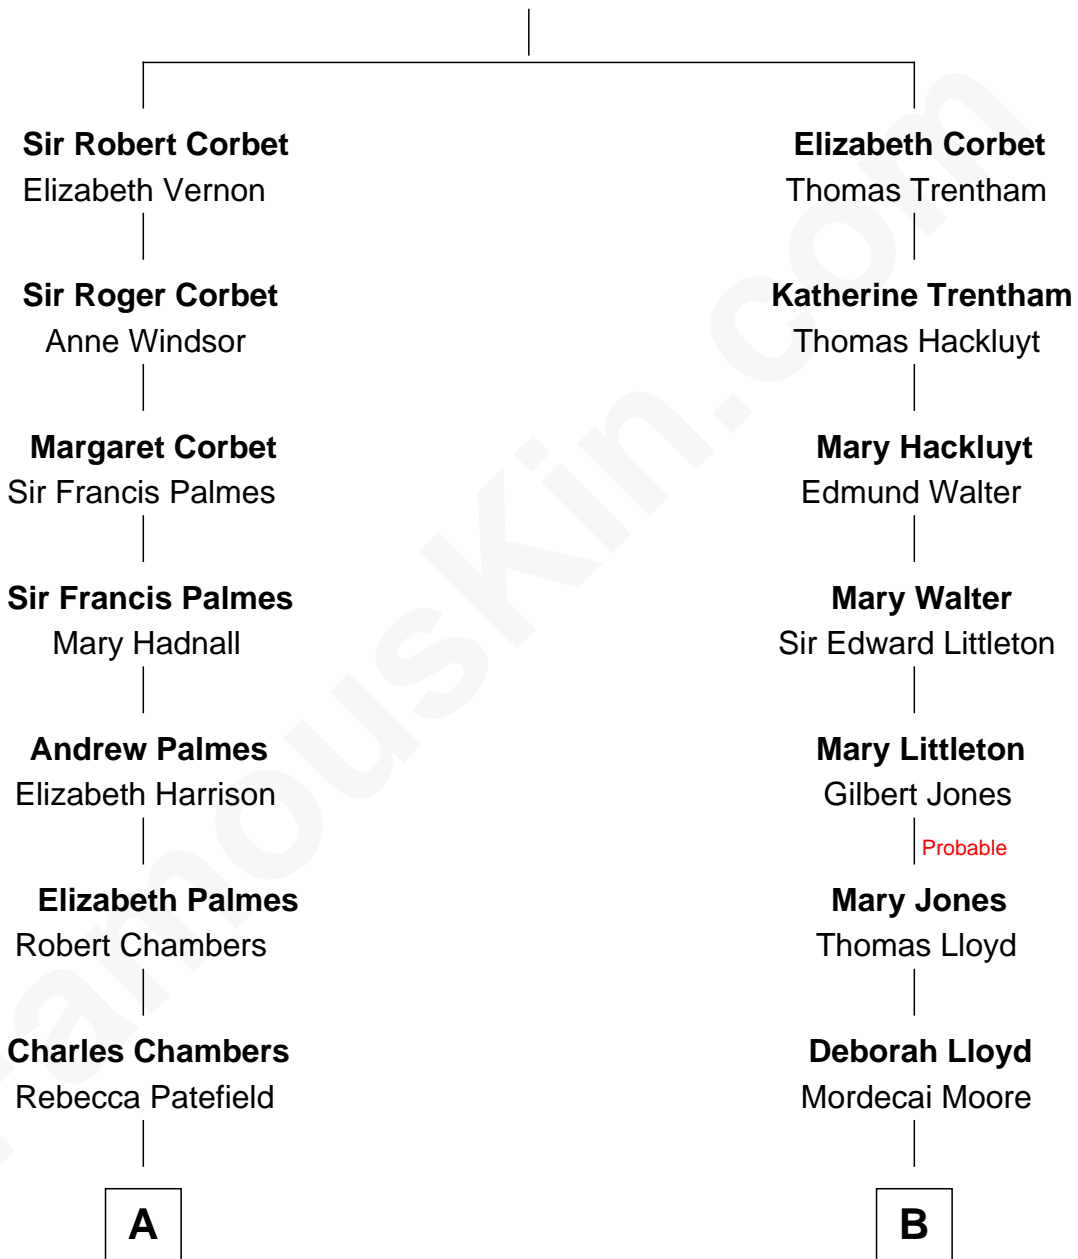 Sir Robert Corbet
Elizabeth Vernon
Sir Roger Corbet
Anne Windsor
Margaret Corbet
Sir Francis Palmes
Sir Francis Palmes
Mary Hadnall
Andrew Palmes
Elizabeth Harrison
Elizabeth Palmes
Robert Chambers
Charles Chambers
Rebecca Patefield
A
Elizabeth Corbet
Thomas Trentham
Katherine Trentham
Thomas Hackluyt
Mary Hackluyt
Edmund Walter
Mary Walter
Sir Edward Littleton
Mary Littleton
Gilbert Jones
Probable
Mary Jones
Thomas Lloyd
Deborah Lloyd
Mordecai Moore
B
FamousKin.com